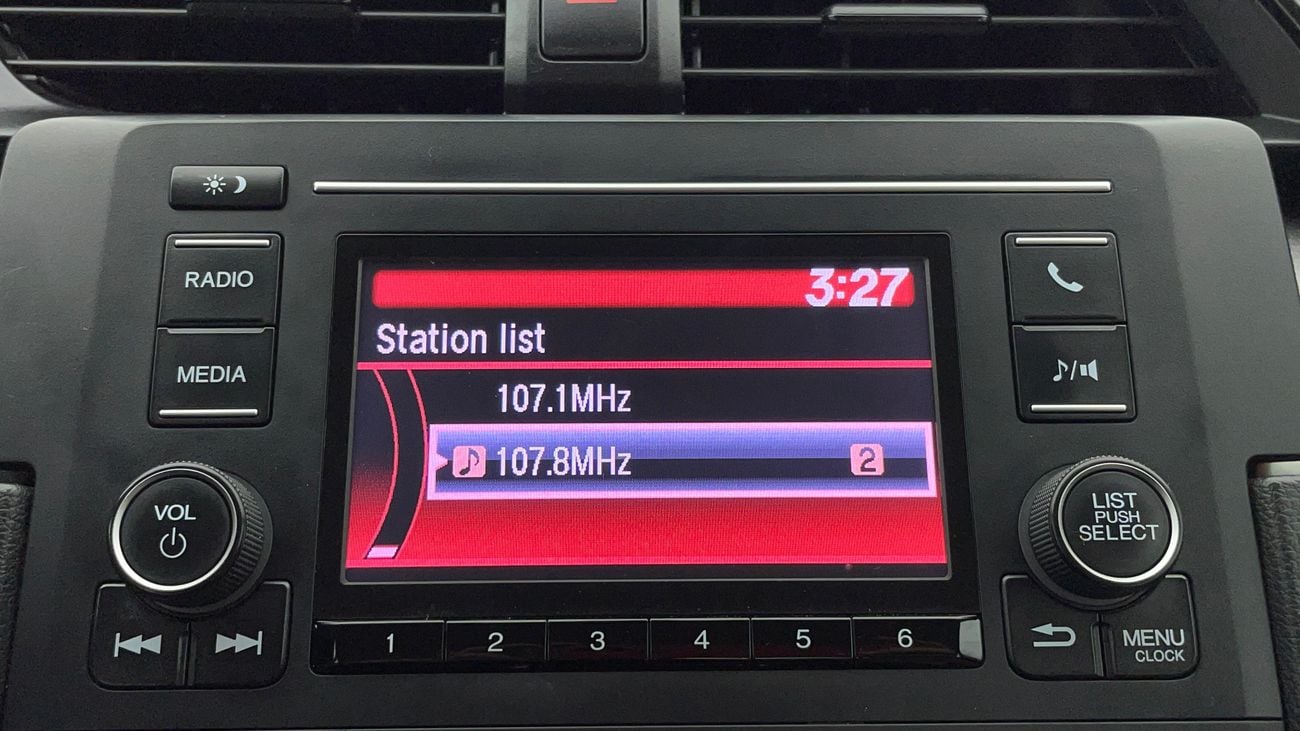 3:27
RADIO
Station list
107.1MHz
MEDIA
107.8MHz 2
VOL
LIST
PUSH
SELECT
1 2 3 4 5 6
MENU
CLOCK